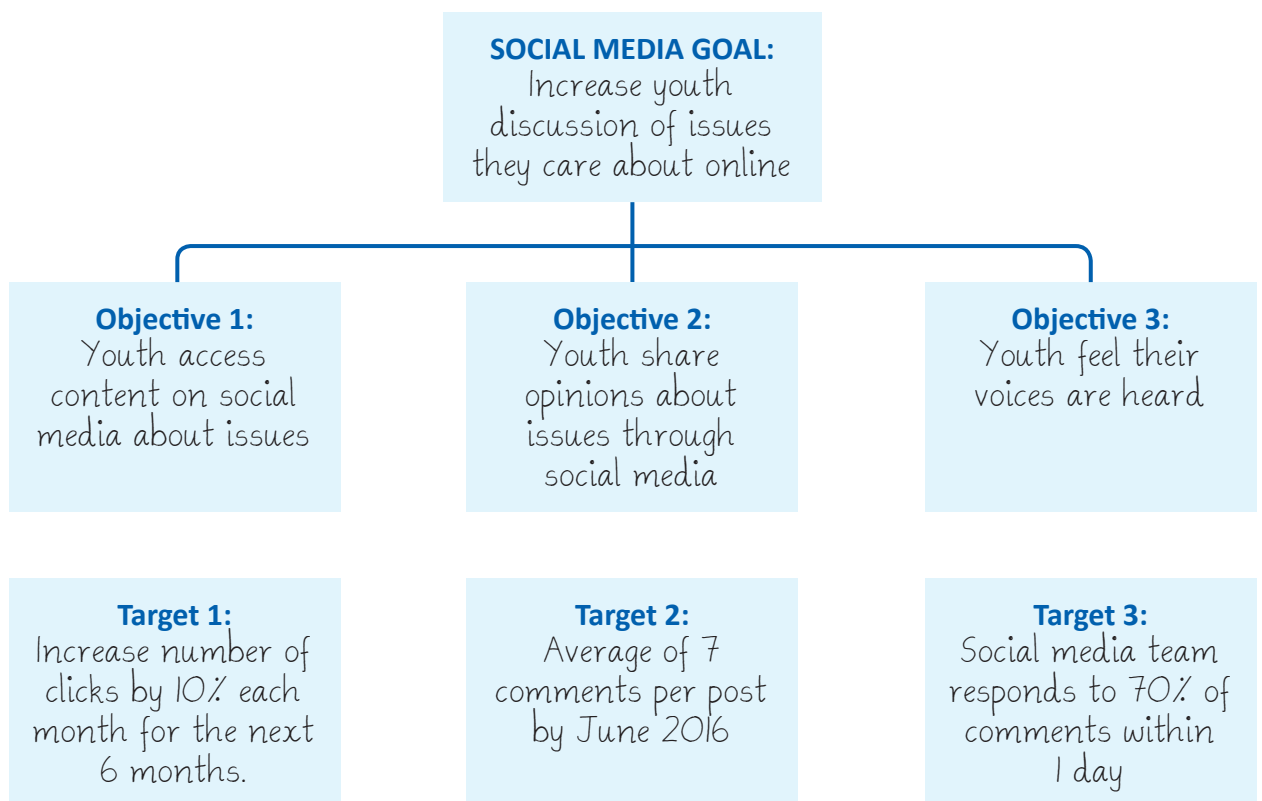 SOCIAL MEDIA GOAL:
Increase youth
discussion of issues
they care about online
Objective 1:
Youth access
content on social
media about issues
Objective 2:
Youth share
opinions about
issues through
social media
Objective 3:
Youth feel their
voices are heard
Target 1:
Increase number of
clicks by 10% each
month for the next
6 months.
Target 2:
Average of 7
comments per post
by June 2016
Target 3:
Social media team
responds to 70% of
comments within
1 day